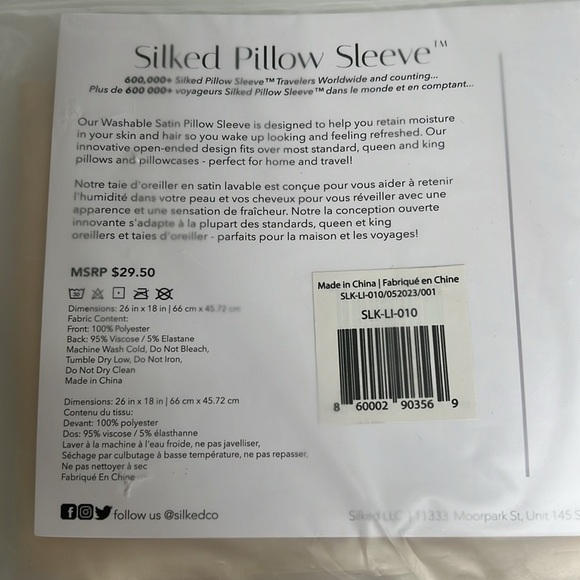 Silked Pillow Sleeve™
600,000+ Silked Pillow Sleeve™ Travelers Worldwide and counting...
Plus de 600 000+ voyageurs Silked Pillow Sleeve™ dans le monde et en comptant...
Our Washable Satin Pillow Sleeve is designed to help you retain moisture
in your skin and hair so you wake up looking and feeling refreshed. Our
innovative open-ended design fits over most standard, queen and king
pillows and pillowcases - perfect for home and travel!
Notre taie d'oreiller en satin lavable est conçue pour vous aider à retenir
l'humidité dans votre peau et vos cheveux pour vous réveiller avec une
apparence et une sensation de fraîcheur. Notre la conception ouverte
innovante s'adapte à la plupart des standards, queen et king
oreillers et taies d'oreiller - parfaits pour la maison et les voyages!
MSRP $29.50
Dimensions: 26 in x 18 in | 66 cm x 45.72 cm
Fabric Content:
Front: 100% Polyester
Back: 95% Viscose / 5% Elastane
Machine Wash Cold, Do Not Bleach,
Tumble Dry Low, Do Not Iron,
Do Not Dry Clean
Made in China
Dimensions: 26 in x 18 in | 66 cm x 45.72 cm
Contenu du tissu:
Devant: 100% polyester
Dos: 95% viscose / 5% élasthanne
Laver à la machine à l'eau froide, ne pas javelliser,
Séchage par culbutage à basse température, ne pas repasser,
Ne pas nettoyer à sec
Fabriqué En Chine
Made in China | Fabriqué en Chine
SLK-LI-010/052023/001
SLK-LI-010
8 60002 90356 9
follow us @silkedco
Silked LLC | 11333 Moorpark St, Unit 145 S